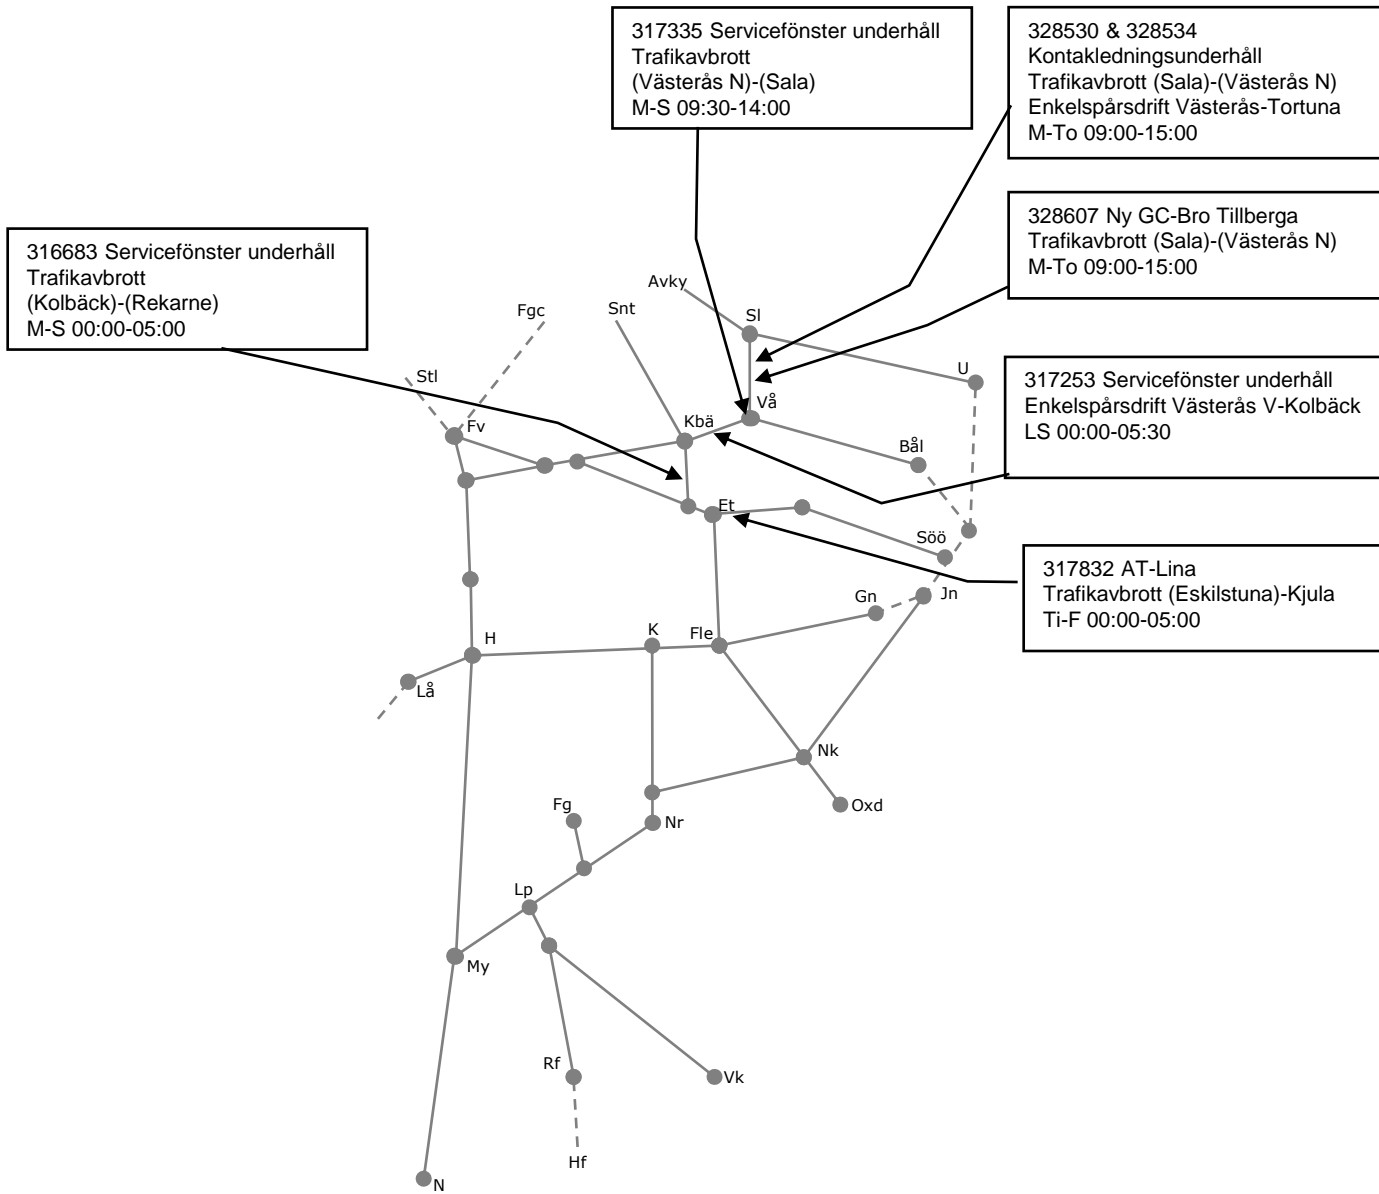 317335 Servicefönster underhåll
Trafikavbrott
(Västerås N)-(Sala)
M-S 09:30-14:00
328530 & 328534
Kontakledningsunderhåll
Trafikavbrott (Sala)-(Västerås N)
Enkelspårsdrift Västerås-Tortuna
M-To 09:00-15:00
328607 Ny GC-Bro Tillberga
Trafikavbrott (Sala)-(Västerås N)
M-To 09:00-15:00
316683 Servicefönster underhåll
Trafikavbrott
(Kolbäck)-(Rekarne)
M-S 00:00-05:00
317253 Servicefönster underhåll
Enkelspårsdrift Västerås V-Kolbäck
LS 00:00-05:30
317832 AT-Lina
Trafikavbrott (Eskilstuna)-Kjula
Ti-F 00:00-05:00
Avky
Fgc
Snt
Sl
U
Stl
Vå
Kbä
Fv
Bål
Et
Söö
Jn
Gn
K
Fle
H
Lå
Nk
Oxd
Fg
Nr
Lp
My
Rf
Vk
Hf
N